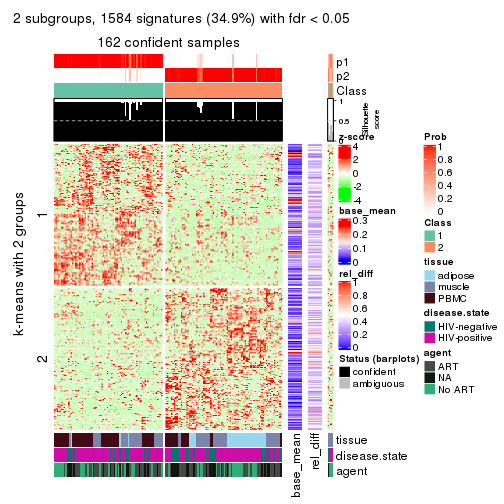 2 subgroups, 1584 signatures (34.9%) with fdr < 0.05
162 confident samples
p1
p2
Class
1
0.5
0
Silhouette
score
k-means with 2 groups
1
2
z-score
4
2
0
-2
-4
base_mean
0.3
0.2
0.1
0
rel_diff
1
0.8
0.6
0.4
0.2
0
Status (barplots)
confident
ambiguous
Prob
1
0.8
0.6
0.4
0.2
0
Class
1
2
tissue
adipose
muscle
PBMC
disease.state
HIV-negative
HIV-positive
agent
ART
NA
No ART
tissue
disease.state
agent
base_mean
rel_diff